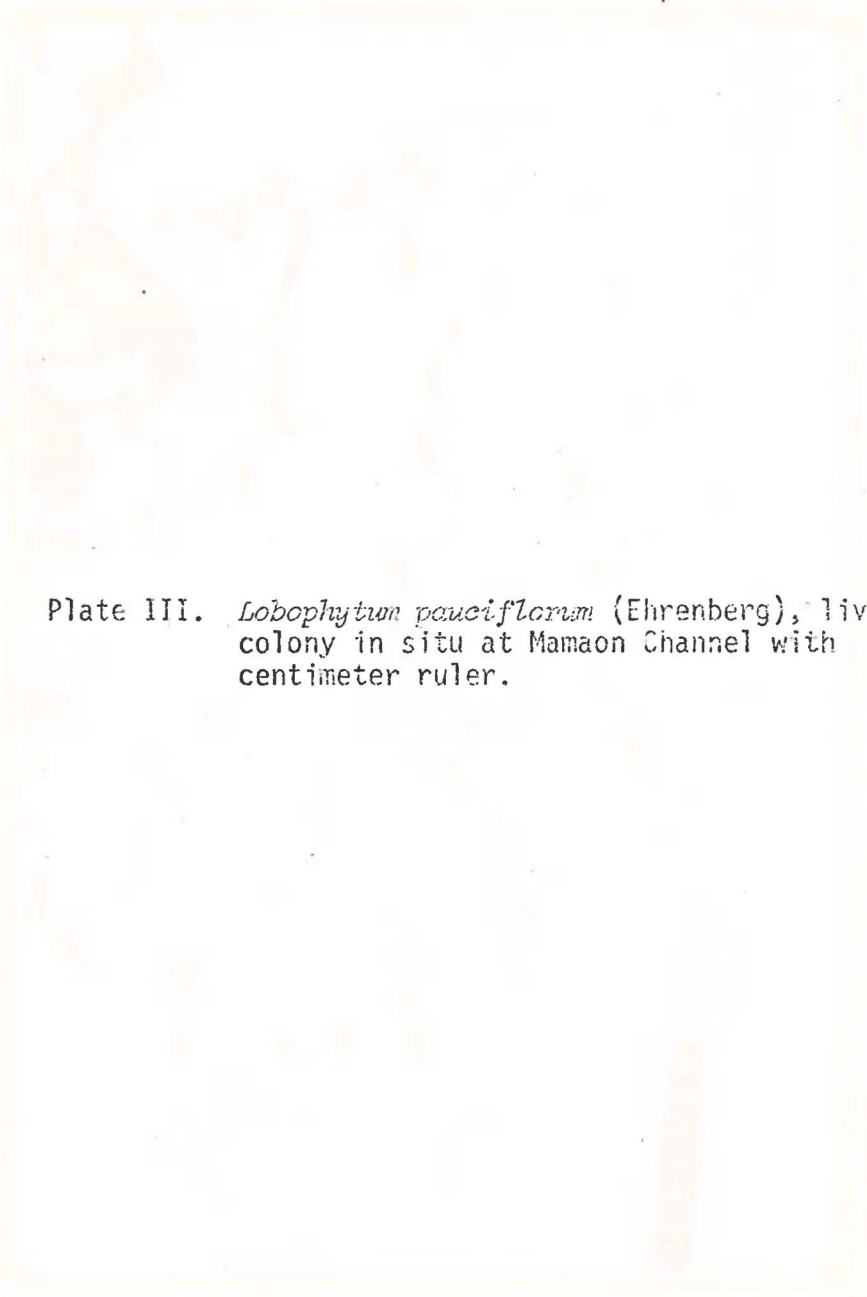 Plate III. Lobophytum pauciflorum (Ehrenberg), liv
colony in situ at Mamaon Channel with
centimeter ruler.